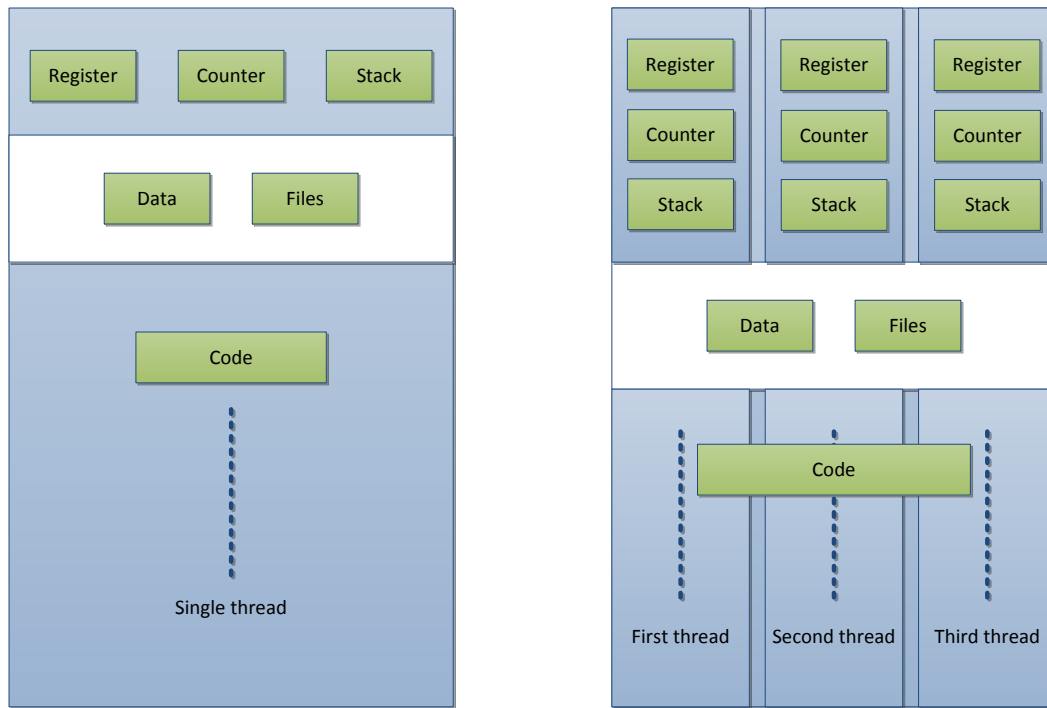 Register Counter Stack
Data Files
Code
Single thread
Register Register Register
Counter Counter Counter
Stack Stack Stack
Data Files
Code
First thread Second thread Third thread